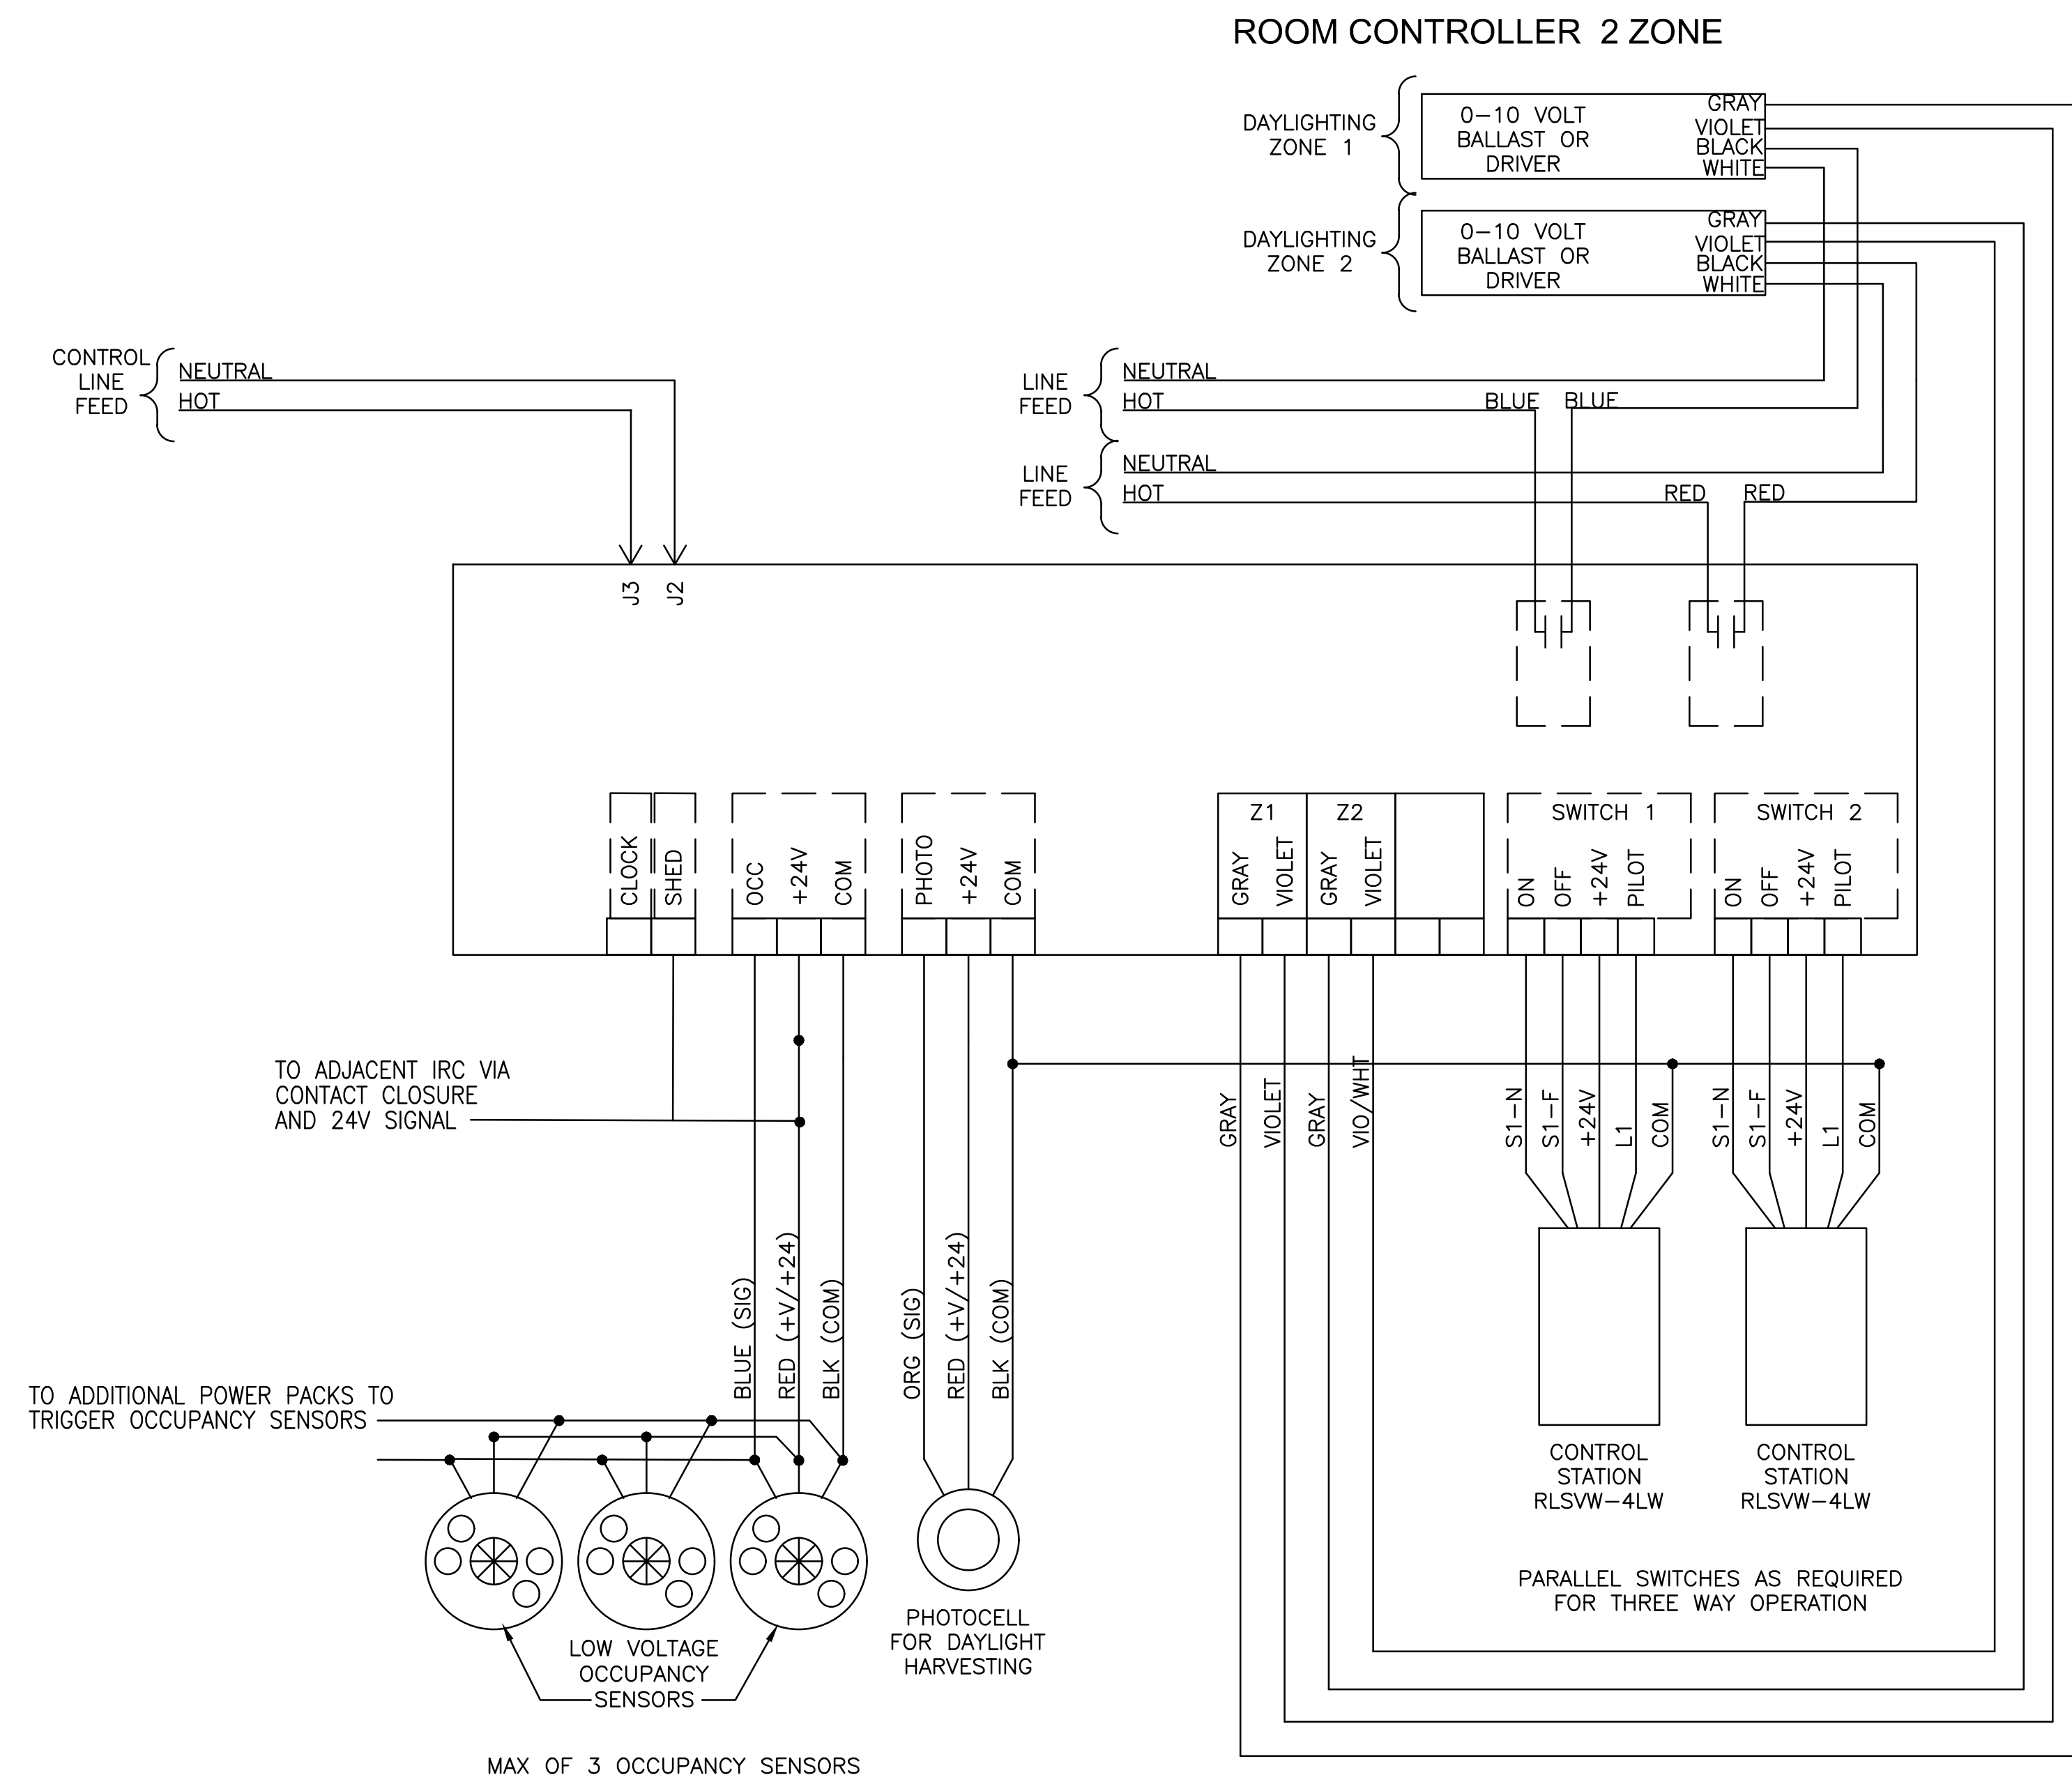 ROOM CONTROLLER 2 ZONE
DAYLIGHTING
ZONE 1
0-10 VOLT
BALLAST OR
DRIVER
GRAY
VIOLET
BLACK
WHITE
DAYLIGHTING
ZONE 2
0-10 VOLT
BALLAST OR
DRIVER
GRAY
VIOLET
BLACK
WHITE
CONTROL
LINE
FEED
NEUTRAL
HOT
LINE
FEED
NEUTRAL
HOT
BLUE
BLUE
LINE
FEED
NEUTRAL
HOT
RED
RED
J3
J2
CLOCK
SHED
OCC
+24V
COM
PHOTO
+24V
COM
Z1
GRAY
VIOLET
Z2
GRAY
VIOLET
SWITCH 1
ON
OFF
+24V
PILOT
SWITCH 2
ON
OFF
+24V
PILOT
TO ADJACENT IRC VIA
CONTACT CLOSURE
AND 24V SIGNAL
GRAY
VIOLET
GRAY
VIO/WHT
S1-N
S1-F
+24V
L1
COM
S1-N
S1-F
+24V
L1
COM
BLUE (SIG)
RED (+V/+24)
BLK (COM)
ORG (SIG)
RED (+V/+24)
BLK (COM)
TO ADDITIONAL POWER PACKS TO
TRIGGER OCCUPANCY SENSORS
CONTROL
STATION
RLSVW-4LW
CONTROL
STATION
RLSVW-4LW
PARALLEL SWITCHES AS REQUIRED
FOR THREE WAY OPERATION
PHOTOCELL
FOR DAYLIGHT
HARVESTING
LOW VOLTAGE
OCCUPANCY
SENSORS
MAX OF 3 OCCUPANCY SENSORS